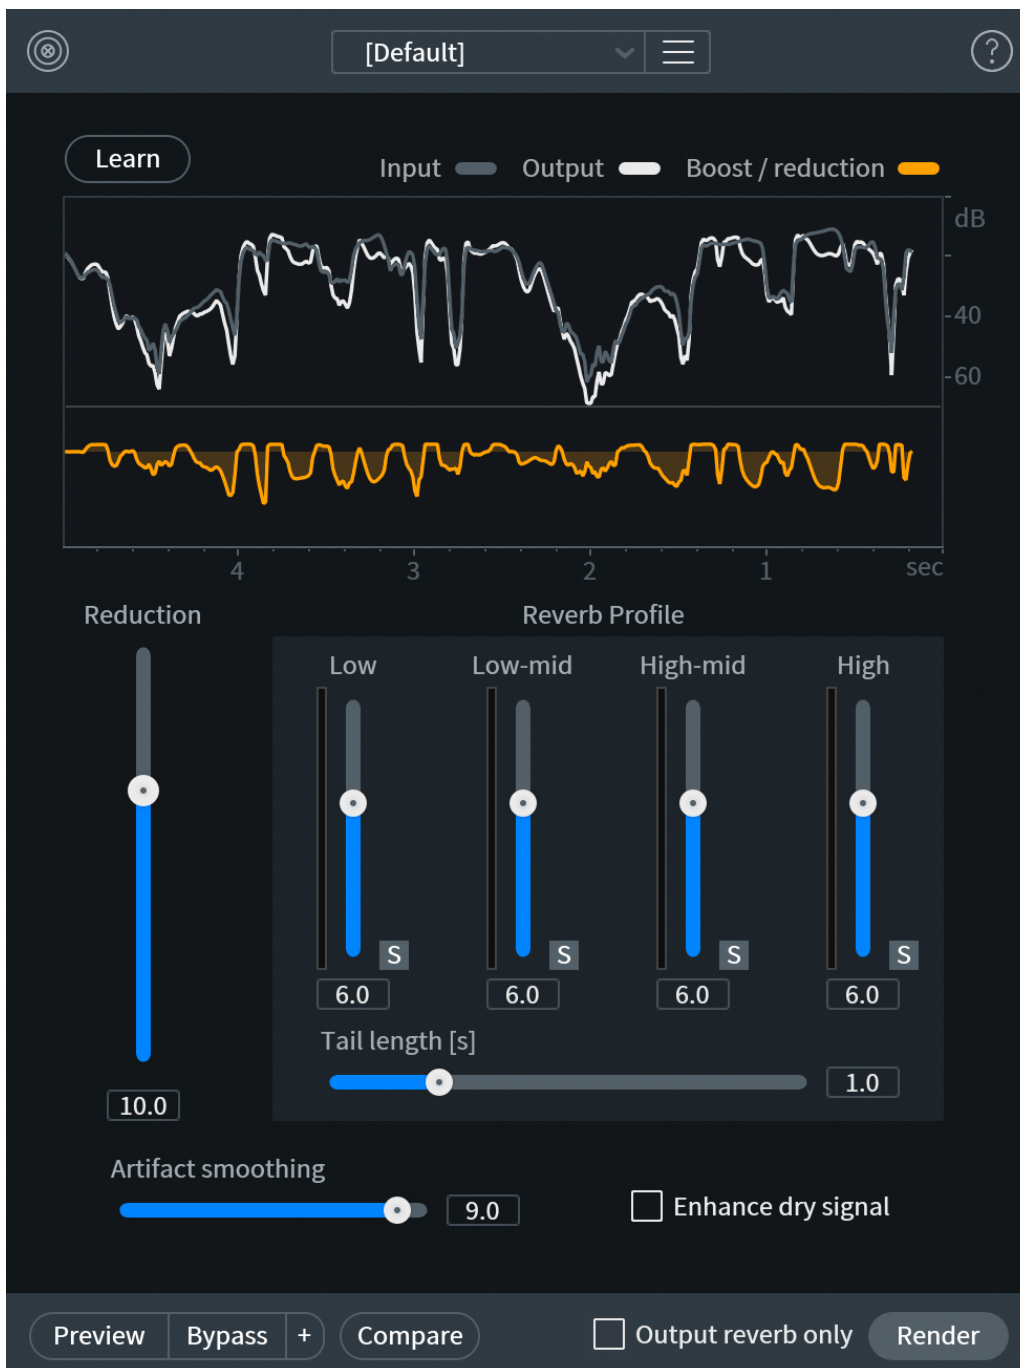 [Default]
?
Learn
Input Output Boost / reduction
dB
-40
-60
4 3 2 1 sec
Reduction Reverb Profile
Low Low-mid High-mid High
S S S S
6.0 6.0 6.0 6.0
Tail length [s]
1.0
10.0
Artifact smoothing
9.0 Enhance dry signal
Preview Bypass + Compare Output reverb only Render